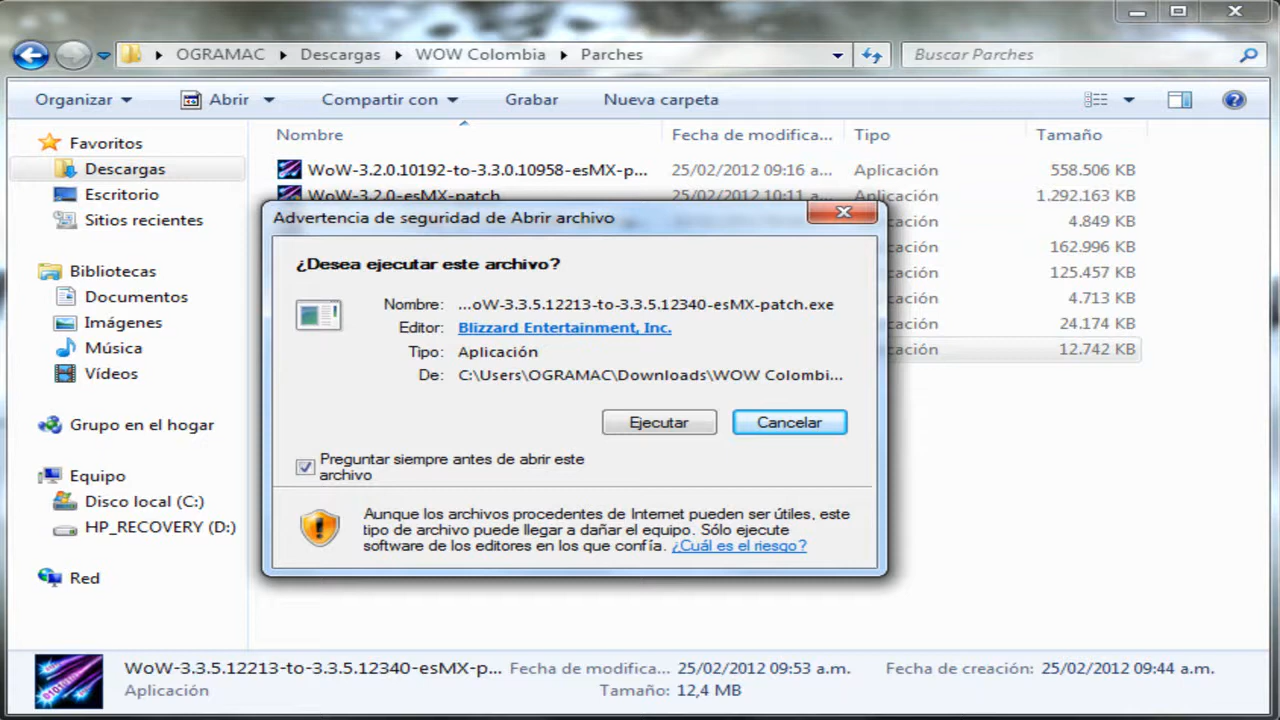 OGRAMAC
Descargas
WOW Colombia
Parches
Buscar Parches
Organizar
Abrir
Compartir con
Grabar
Nueva carpeta
Favoritos
Descargas
Escritorio
Sitios recientes
Bibliotecas
Documentos
Imágenes
Música
Vídeos
Grupo en el hogar
Equipo
Disco local (C:)
HP_RECOVERY (D:)
Red
Nombre Fecha de modifica... Tipo Tamaño
WoW-3.2.0.10192-to-3.3.0.10958-esMX-p... 25/02/2012 09:16 a... Aplicación 558.506 KB
WoW-3.2.0-esMX-patch 25/02/2012 10:11 a... Aplicación 1.292.163 KB
cación 4.849 KB
cación 162.996 KB
cación 125.457 KB
cación 4.713 KB
cación 24.174 KB
cación 12.742 KB
Advertencia de seguridad de Abrir archivo
¿Desea ejecutar este archivo?
Nombre: ...oW-3.3.5.12213-to-3.3.5.12340-esMX-patch.exe
Editor: Blizzard Entertainment, Inc.
Tipo: Aplicación
De: C:\Users\OGRAMAC\Downloads\WOW Colombi...
Ejecutar
Cancelar
Preguntar siempre antes de abrir este
archivo
Aunque los archivos procedentes de Internet pueden ser útiles, este
tipo de archivo puede llegar a dañar el equipo. Sólo ejecute
software de los editores en los que confía. ¿Cuál es el riesgo?
WoW-3.3.5.12213-to-3.3.5.12340-esMX-p... Fecha de modifica... 25/02/2012 09:53 a.m. Fecha de creación: 25/02/2012 09:44 a.m.
Aplicación Tamaño: 12,4 MB